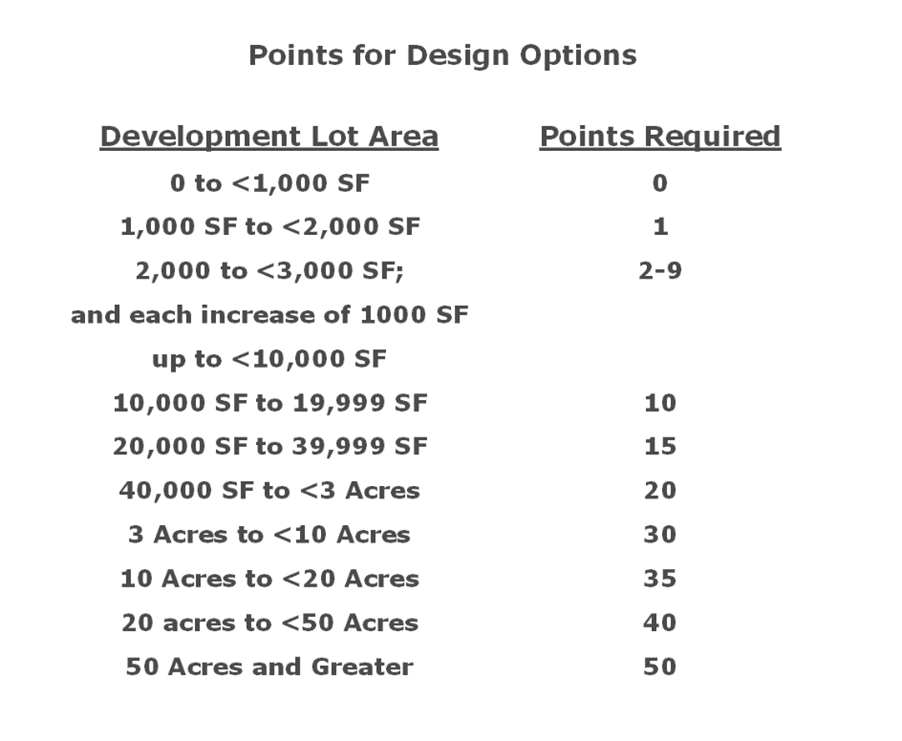 Points for Design Options
Development Lot Area Points Required
0 to <1,000 SF 0
1,000 SF to <2,000 SF 1
2,000 to <3,000 SF; 2-9
and each increase of 1000 SF
up to <10,000 SF
10,000 SF to 19,999 SF 10
20,000 SF to 39,999 SF 15
40,000 SF to <3 Acres 20
3 Acres to <10 Acres 30
10 Acres to <20 Acres 35
20 acres to <50 Acres 40
50 Acres and Greater 50